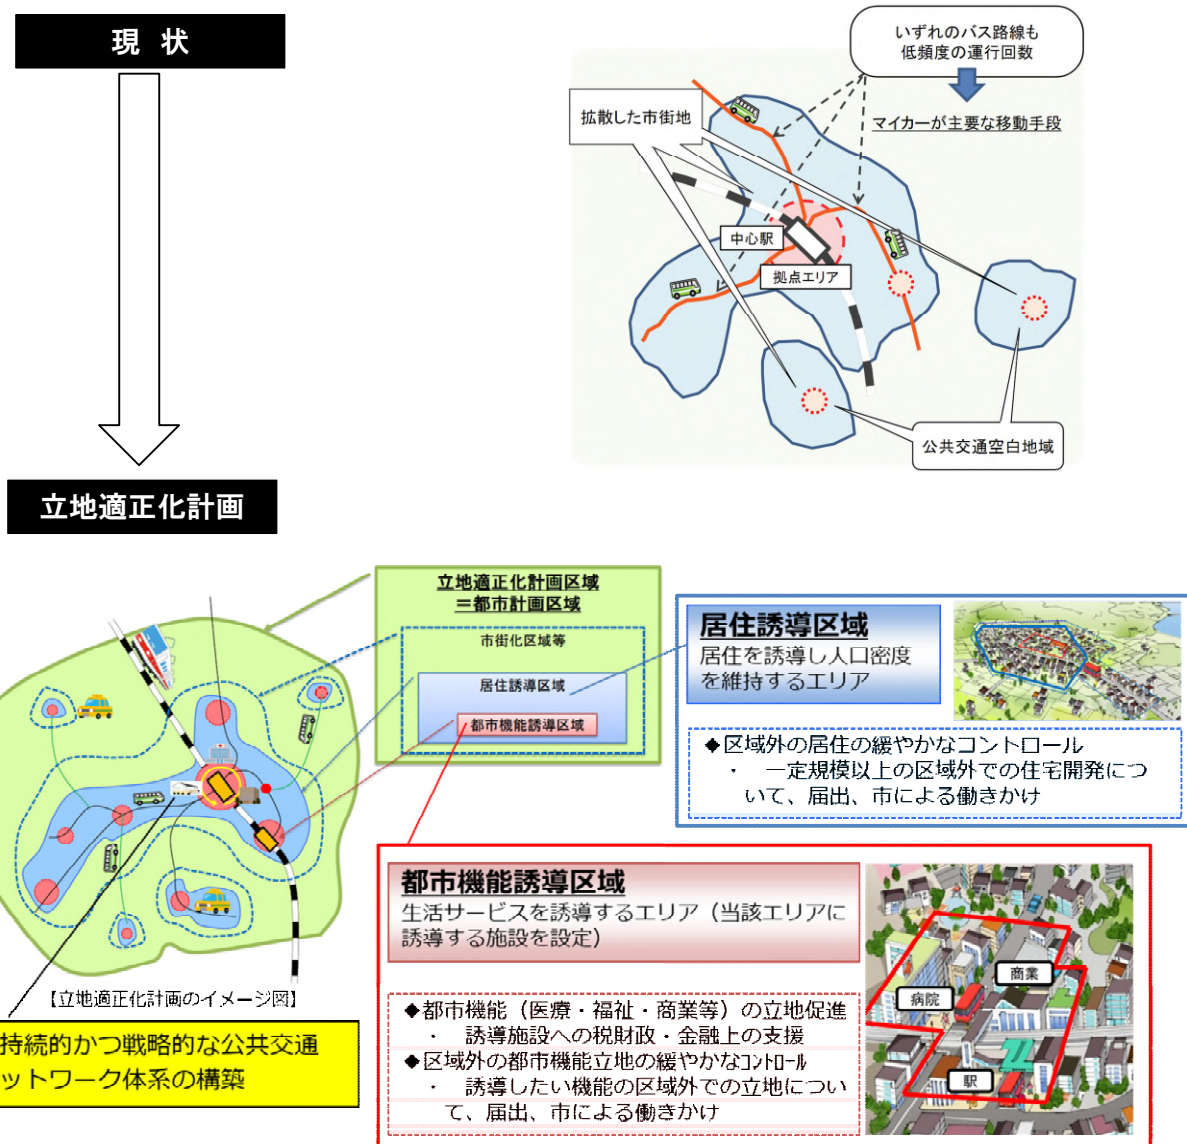 現 状
いずれのバス路線も
低頻度の運行回数
マイカーが主要な移動手段
拡散した市街地
中心駅
拠点エリア
公共交通空白地域
立地適正化計画
立地適正化計画区域
＝都市計画区域
市街化区域等
居住誘導区域
都市機能誘導区域
居住誘導区域
居住を誘導し人口密度
を維持するエリア
◆区域外の居住の緩やかなコントロール
・ 一定規模以上の区域外での住宅開発につ
いて、届出、市による働きかけ
【立地適正化計画のイメージ図】
持続的かつ戦略的な公共交通
ットワーク体系の構築
都市機能誘導区域
生活サービスを誘導するエリア（当該エリアに
誘導する施設を設定）
◆都市機能（医療・福祉・商業等）の立地促進
・ 誘導施設への税財政・金融上の支援
◆区域外の都市機能立地の緩やかなｺﾝﾄﾛｰﾙ
・ 誘導したい機能の区域外での立地につい
て、届出、市による働きかけ
商業
病院
駅